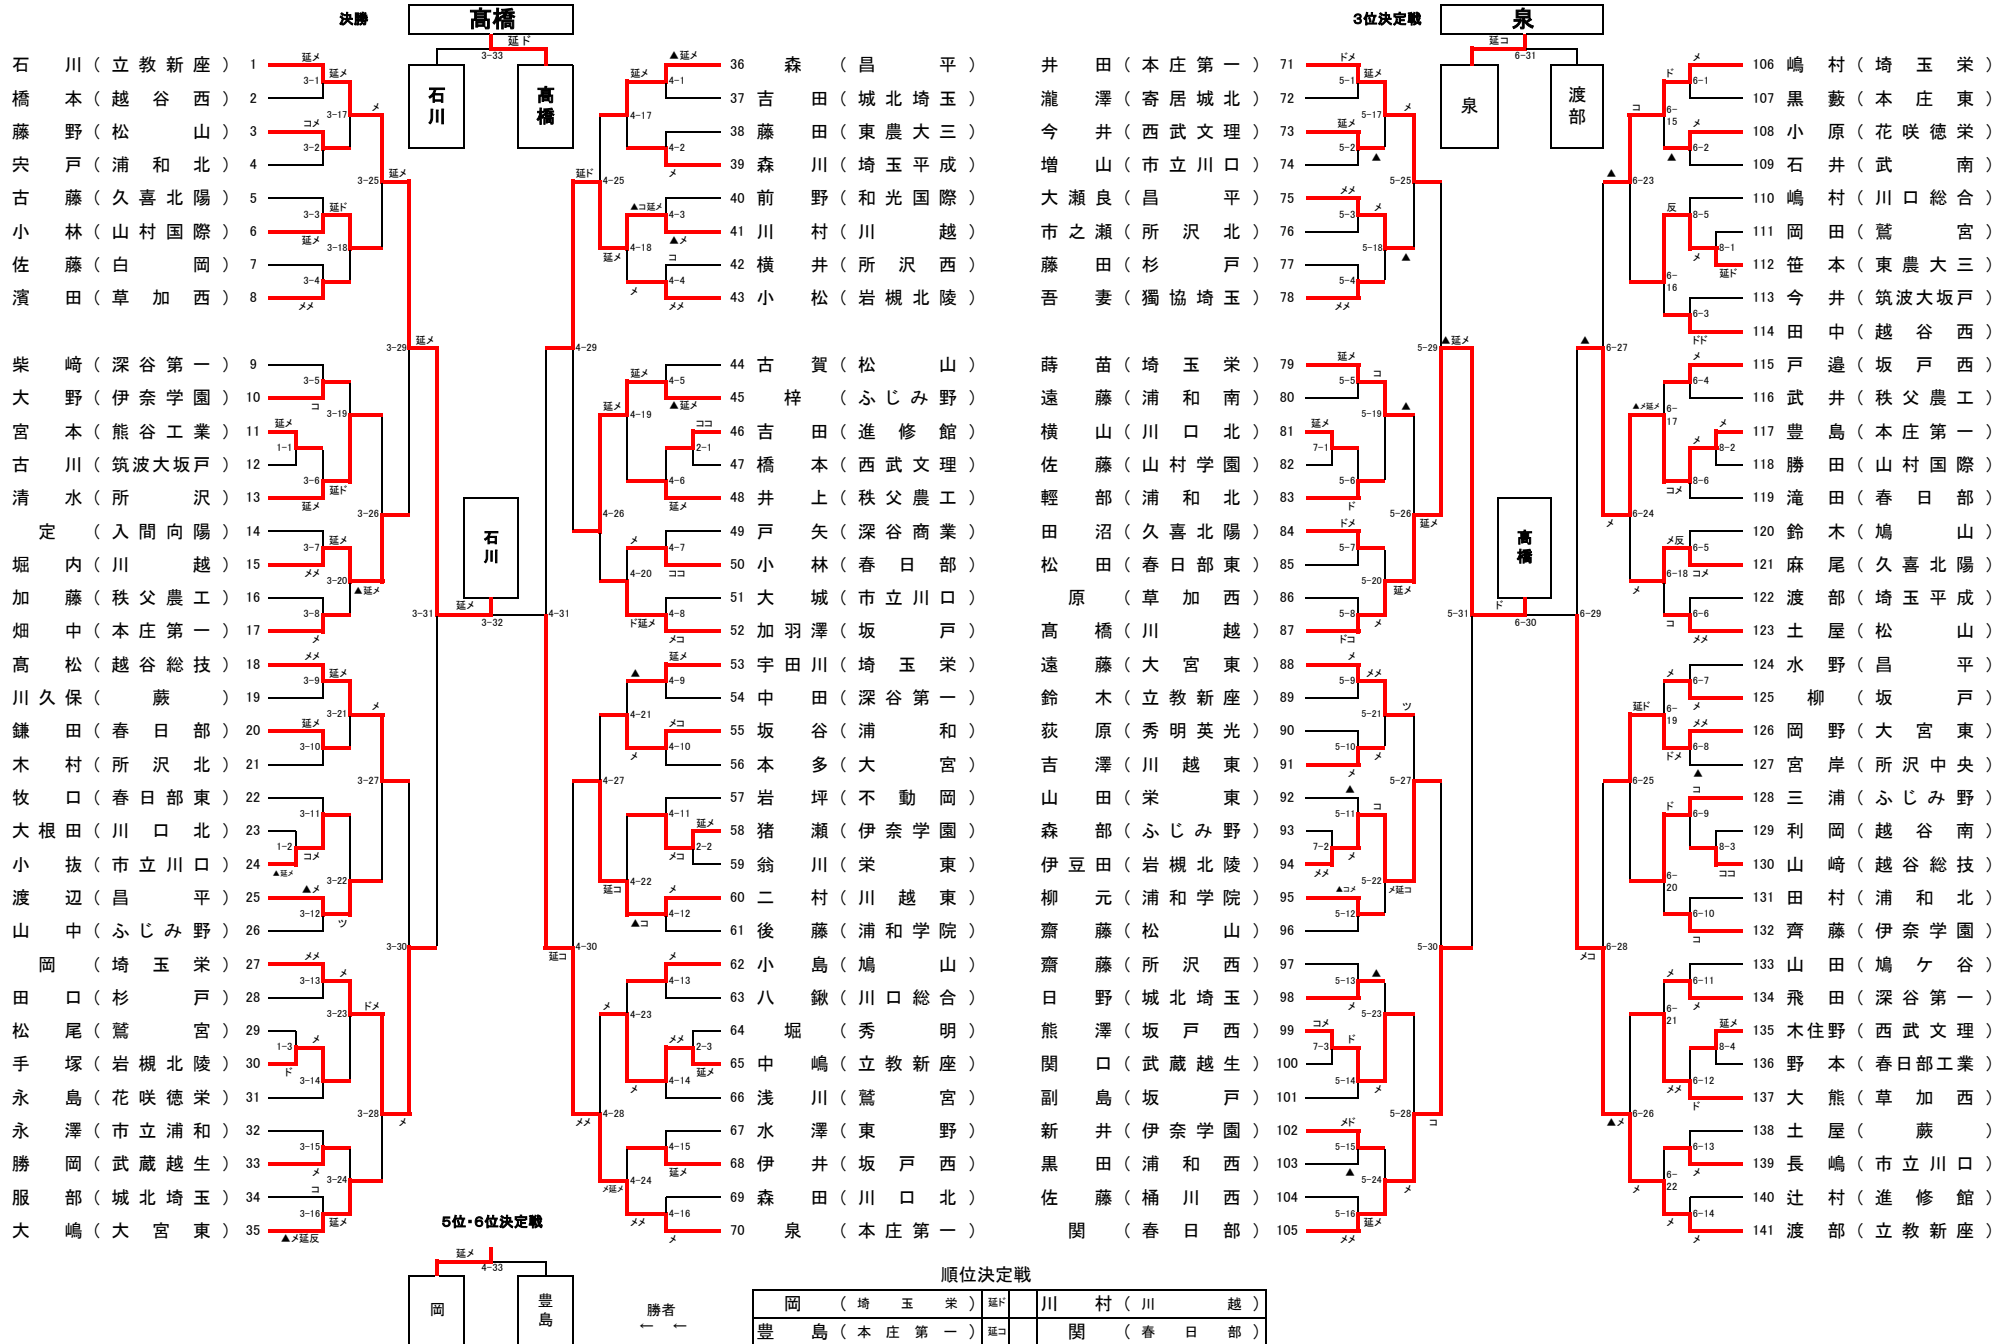 決勝 髙橋
延ド
3-33
石川 髙橋
3位決定戦 泉
延コ
6-31
泉 渡部
石川（立教新座） 1
橋本（越谷西） 2
藤野（松山） 3
宍戸（浦和北） 4
古藤（久喜北陽） 5
小林（山村国際） 6
佐藤（白岡） 7
濱田（草加西） 8
柴﨑（深谷第一） 9
大野（伊奈学園） 10
宮本（熊谷工業） 11
古川（筑波大坂戸） 12
清水（所沢） 13
定（入間向陽） 14
堀内（川越） 15
加藤（秩父農工） 16
畑中（本庄第一） 17
髙松（越谷総技） 18
川久保（蕨） 19
鎌田（春日部） 20
木村（所沢北） 21
牧口（春日部東） 22
大根田（川口北） 23
小抜（市立川口） 24
渡辺（昌平） 25
山中（ふじみ野） 26
岡（埼玉栄） 27
田口（杉戸） 28
松尾（鷲宮） 29
手塚（岩槻北陵） 30
永島（花咲徳栄） 31
永澤（市立浦和） 32
勝岡（武蔵越生） 33
服部（城北埼玉） 34
大嶋（大宮東） 35
36 森（昌平）
37 吉田（城北埼玉）
38 藤田（東農大三）
39 森川（埼玉平成）
40 前野（和光国際）
41 川村（川越）
42 横井（所沢西）
43 小松（岩槻北陵）
44 古賀（松山）
45 梓（ふじみ野）
46 吉田（進修館）
47 橋本（西武文理）
48 井上（秩父農工）
49 戸矢（深谷商業）
50 小林（春日部）
51 大城（市立川口）
52 加羽澤（坂戸）
53 宇田川（埼玉栄）
54 中田（深谷第一）
55 坂谷（浦和）
56 本多（大宮）
57 岩坪（不動岡）
58 猪瀬（伊奈学園）
59 翁川（栄東）
60 二村（川越東）
61 後藤（浦和学院）
62 小島（鳩山）
63 八鍬（川口総合）
64 堀（秀明）
65 中嶋（立教新座）
66 浅川（鷲宮）
67 水澤（東野）
68 伊井（坂戸西）
69 森田（川口北）
70 泉（本庄第一）
井田（本庄第一） 71
瀧澤（寄居城北） 72
今井（西武文理） 73
増山（市立川口） 74
大瀬良（昌平） 75
市之瀬（所沢北） 76
藤田（杉戸） 77
吾妻（獨協埼玉） 78
蒔苗（埼玉栄） 79
遠藤（浦和南） 80
横山（川口北） 81
佐藤（山村学園） 82
輕部（浦和北） 83
田沼（久喜北陽） 84
松田（春日部東） 85
原（草加西） 86
髙橋（川越） 87
遠藤（大宮東） 88
鈴木（立教新座） 89
荻原（秀明英光） 90
吉澤（川越東） 91
山田（栄東） 92
森部（ふじみ野） 93
伊豆田（岩槻北陵） 94
柳元（浦和学院） 95
齋藤（松山） 96
齋藤（所沢西） 97
日野（城北埼玉） 98
熊澤（坂戸西） 99
関口（武蔵越生） 100
副島（坂戸） 101
新井（伊奈学園） 102
黒田（浦和西） 103
佐藤（桶川西） 104
関（春日部） 105
106 嶋村（埼玉栄）
107 黒藪（本庄東）
108 小原（花咲徳栄）
109 石井（武南）
110 嶋村（川口総合）
111 岡田（鷲宮）
112 笹本（東農大三）
113 今井（筑波大坂戸）
114 田中（越谷西）
115 戸邉（坂戸西）
116 武井（秩父農工）
117 豊島（本庄第一）
118 勝田（山村国際）
119 滝田（春日部）
120 鈴木（鳩山）
121 麻尾（久喜北陽）
122 渡部（埼玉平成）
123 土屋（松山）
124 水野（昌平）
125 柳（坂戸）
126 岡野（大宮東）
127 宮岸（所沢中央）
128 三浦（ふじみ野）
129 利岡（越谷南）
130 山﨑（越谷総技）
131 田村（浦和北）
132 齊藤（伊奈学園）
133 山田（鳩ケ谷）
134 飛田（深谷第一）
135 木住野（西武文理）
136 野本（春日部工業）
137 大熊（草加西）
138 土屋（蕨）
139 長嶋（市立川口）
140 辻村（進修館）
141 渡部（立教新座）
石川
延メ
3-32
髙橋
ド
6-30
5位・6位決定戦
延メ
4-33
岡 豊島
勝者
← ←
順位決定戦
岡（埼玉栄） 延ド 川村（川越）
豊島（本庄第一） 延コ 関（春日部）